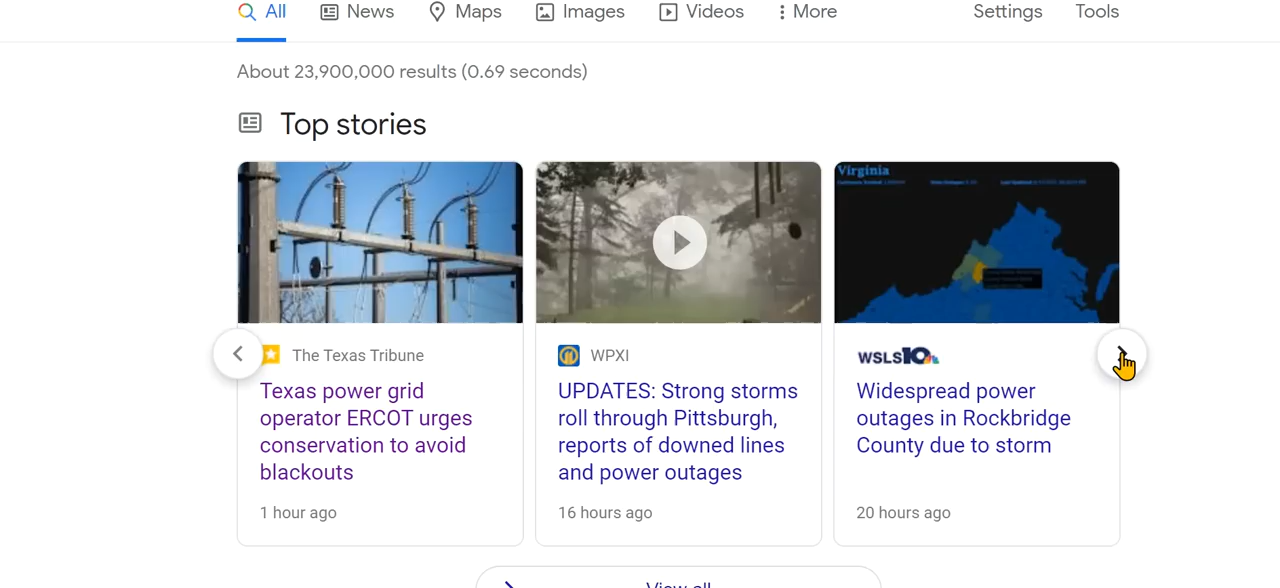 All News Maps Images Videos More Settings Tools
About 23,900,000 results (0.69 seconds)
Top stories
Virginia
The Texas Tribune
Texas power grid
operator ERCOT urges
conservation to avoid
blackouts
1 hour ago
WPXI
UPDATES: Strong storms
roll through Pittsburgh,
reports of downed lines
and power outages
16 hours ago
WSLS10
Widespread power
outages in Rockbridge
County due to storm
20 hours ago
View all